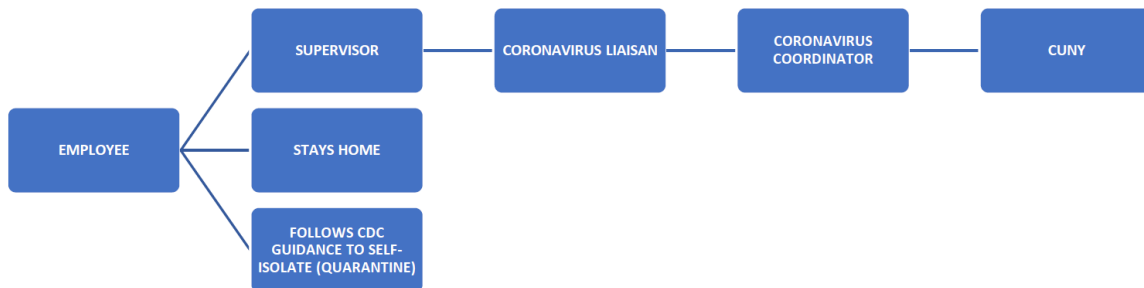 SUPERVISOR
CORONAVIRUS LIAISAN
CORONAVIRUS
COORDINATOR
CUNY
EMPLOYEE
STAYS HOME
FOLLOWS CDC
GUIDANCE TO SELF-
ISOLATE (QUARANTINE)